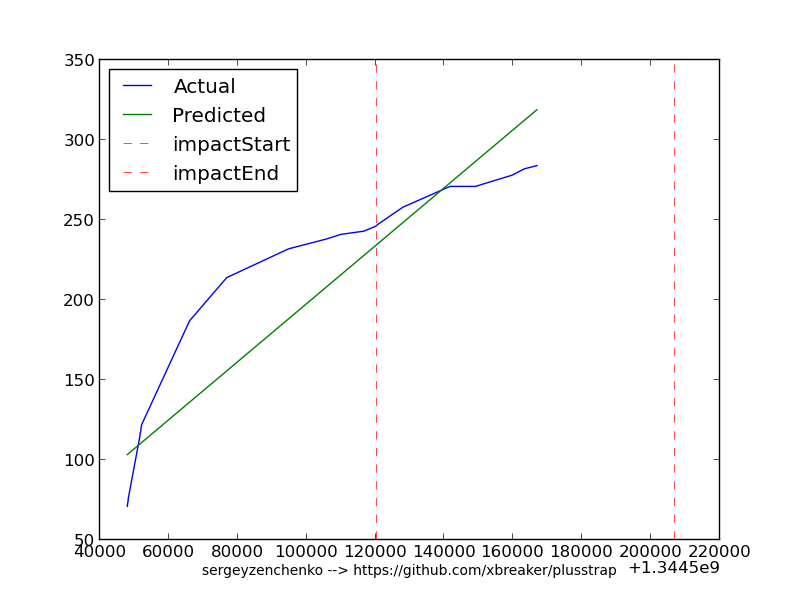 350
300
250
200
150
100
50
Actual
Predicted
impactStart
impactEnd
40000 60000 80000 100000 120000 140000 160000 180000 200000 220000
+1.3445e9
sergeyzenchenko --> https://github.com/xbreaker/plusstrap